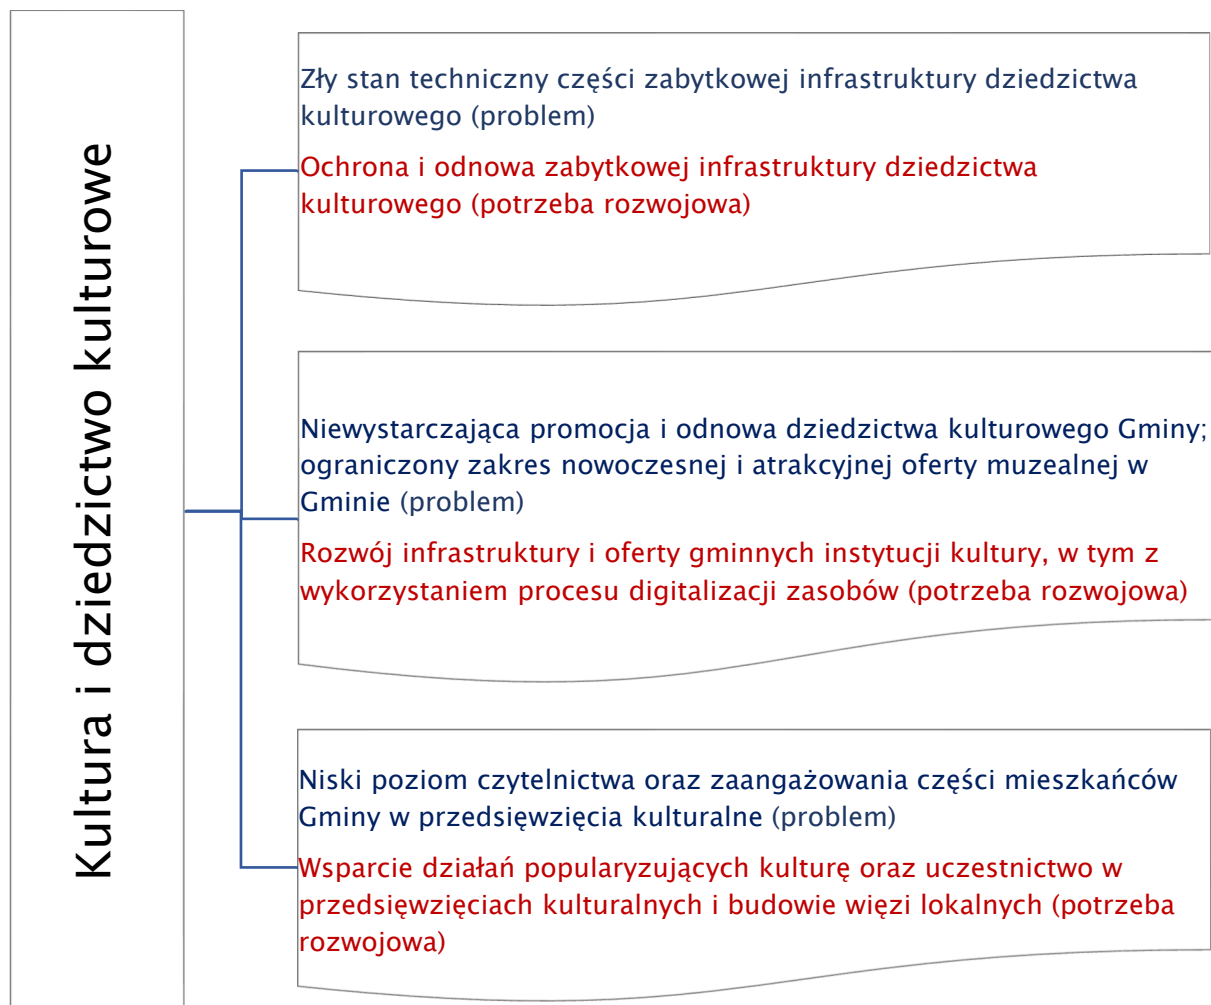 Kultura i dziedzictwo kulturowe
Zły stan techniczny części zabytkowej infrastruktury dziedzictwa
kulturowego (problem)
Ochrona i odnowa zabytkowej infrastruktury dziedzictwa
kulturowego (potrzeba rozwojowa)
Niewystarczająca promocja i odnowa dziedzictwa kulturowego Gminy;
ograniczony zakres nowoczesnej i atrakcyjnej oferty muzealnej w
Gminie (problem)
Rozwój infrastruktury i oferty gminnych instytucji kultury, w tym z
wykorzystaniem procesu digitalizacji zasobów (potrzeba rozwojowa)
Niski poziom czytelnictwa oraz zaangażowania części mieszkańców
Gminy w przedsięwzięcia kulturalne (problem)
Wsparcie działań popularyzujących kulturę oraz uczestnictwo w
przedsięwzięciach kulturalnych i budowie więzi lokalnych (potrzeba
rozwojowa)